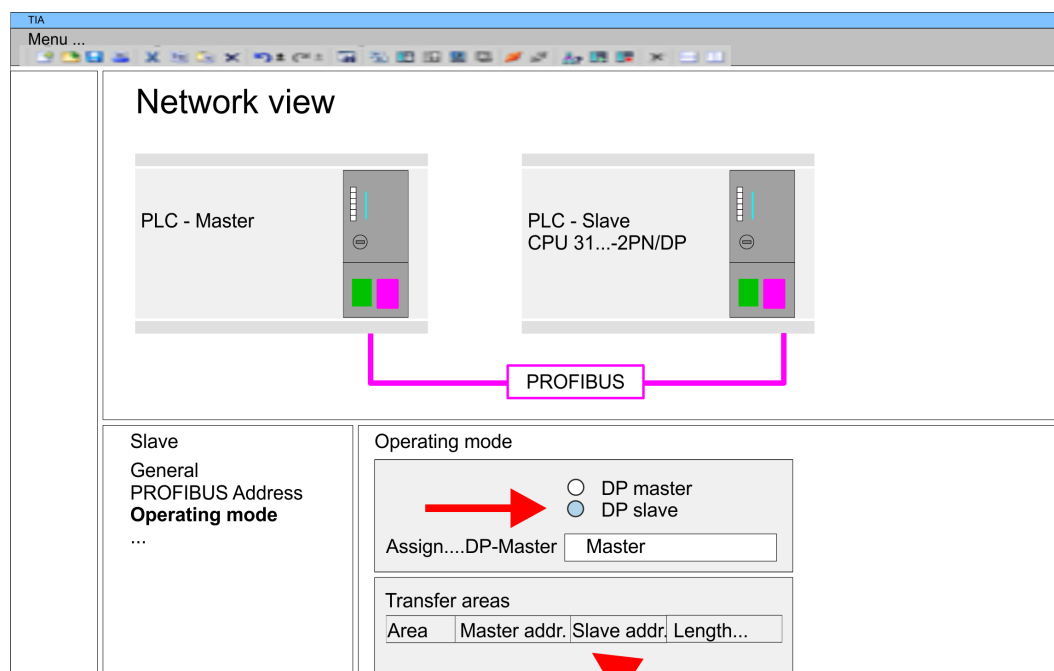 TIA
Menu ...
Network view
PLC - Master
PLC - Slave
CPU 31...-2PN/DP
PROFIBUS
Slave
General
PROFIBUS Address
Operating mode
...
Operating mode
DP master
DP slave
Assign....DP-Master Master
Transfer areas
Area Master addr. Slave addr. Length...